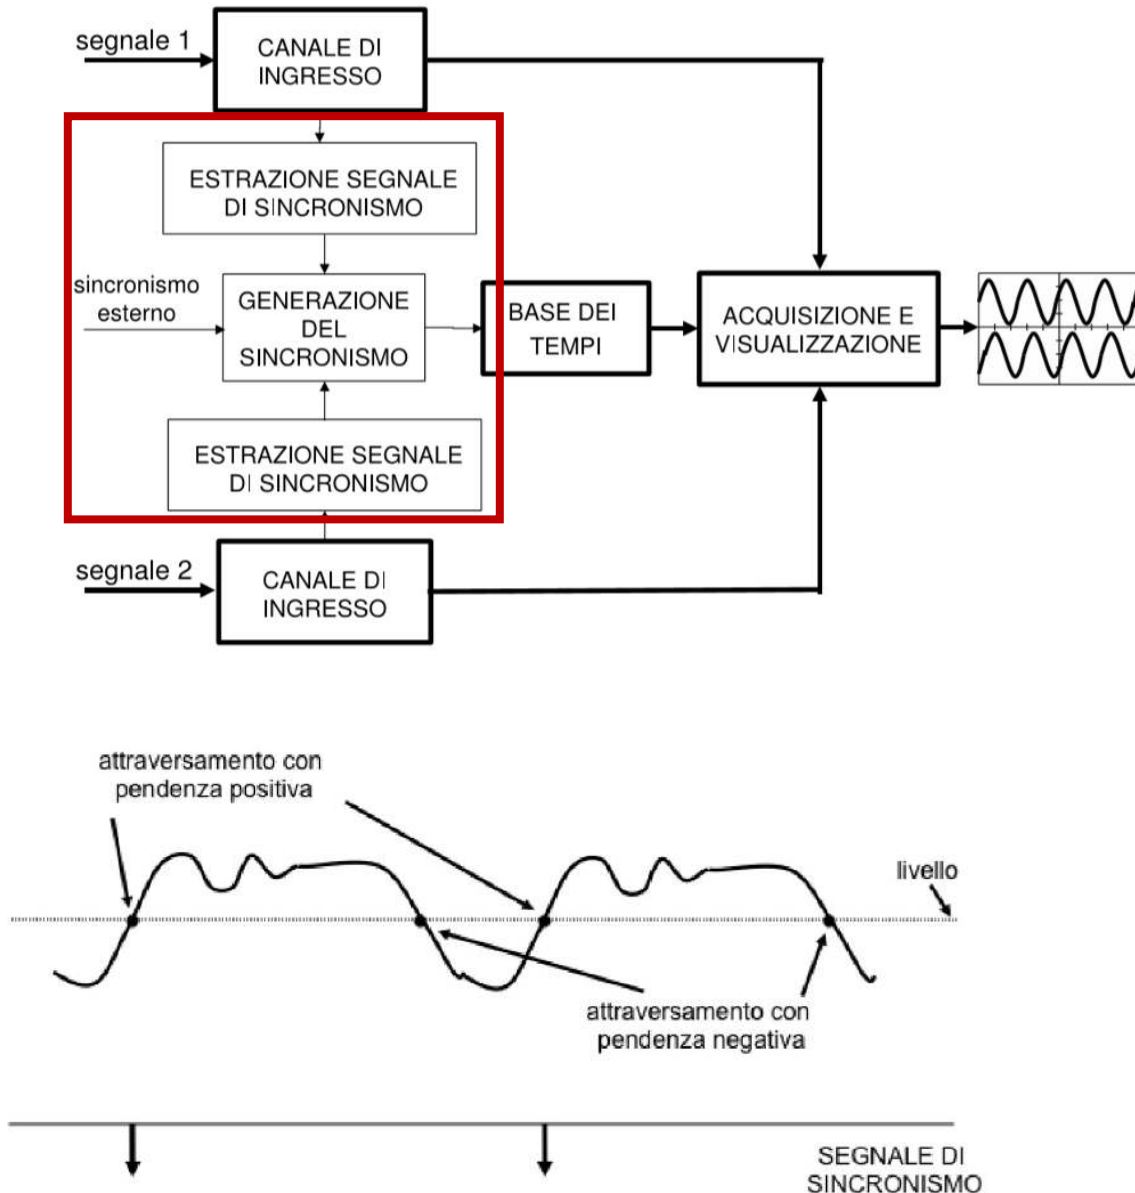 segnale 1
CANALE DI
INGRESSO
ESTRAZIONE SEGNALE
DI SINCRONISMO
sincronismo
esterno
GENERAZIONE
DEL
SINCRONISMO
BASE DEI
TEMPI
ACQUISIZIONE E
VISUALIZZAZIONE
ESTRAZIONE SEGNALE
DI SINCRONISMO
segnale 2
CANALE DI
INGRESSO
attraversamento con
pendenza positiva
livello
attraversamento con
pendenza negativa
SEGNALE DI
SINCRONISMO